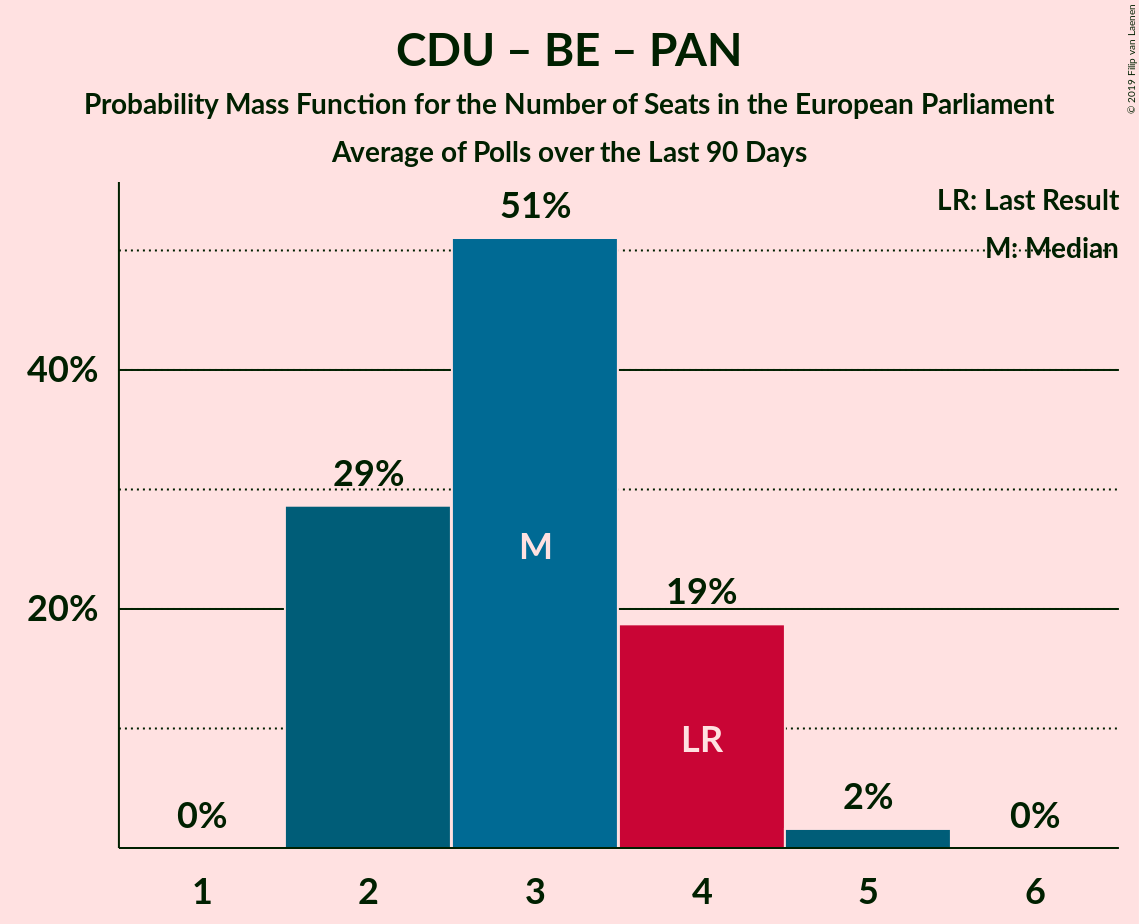 CDU – BE – PAN
Probability Mass Function for the Number of Seats in the European Parliament
Average of Polls over the Last 90 Days
© 2019 Filip van Laenen
LR: Last Result
M: Median
51%
40%
29%
M
20%
19%
LR
0%
2%
0%
1 2 3 4 5 6